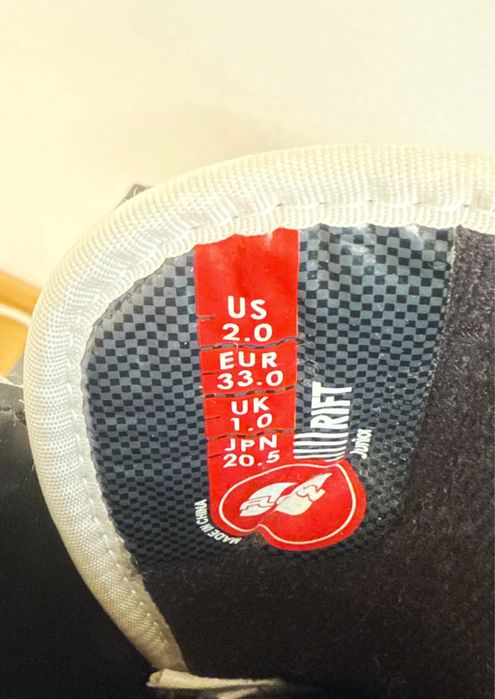 US
2.0
EUR
33.0
UK
1.0
JPN
20.5
RIFT
Junior
MADE IN CHINA